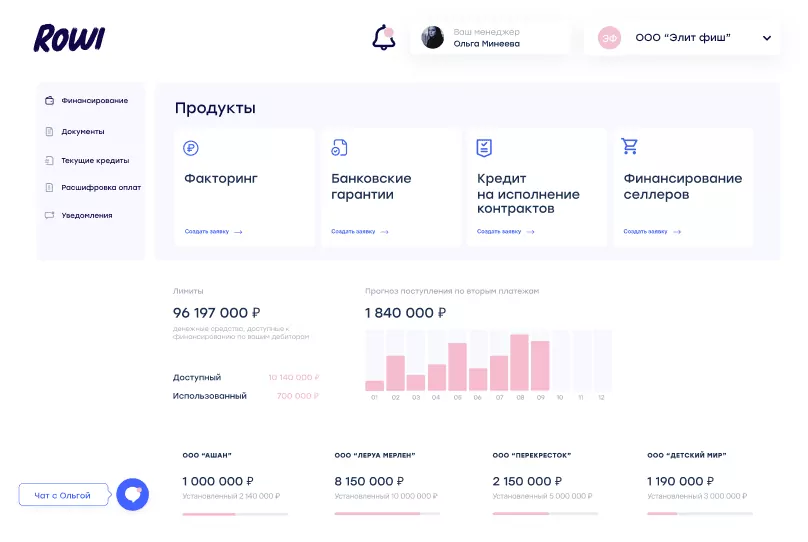 ROWI
Ваш менеджер
Ольга Минеева
ЭФ
ООО “Элит фиш”
Финансирование
Документы
Текущие кредиты
Расшифровка оплат
Уведомления
Продукты
Факторинг
Создать заявку
Банковские
гарантии
Создать заявку
Кредит
на исполнение
контрактов
Создать заявку
Финансирование
селлеров
Создать заявку
Лимиты
96 197 000 ₽
денежные средства, доступные к
финансированию по вашим дебиторам
Доступный 10 140 000 ₽
Использованный 700 000 ₽
Прогноз поступления по вторым платежам
1 840 000 ₽
01 02 03 04 05 06 07 08 09 10 11 12
ООО “АШАН”
1 000 000 ₽
Установленный 2 140 000 ₽
ООО “ЛЕРУА МЕРЛЕН”
8 150 000 ₽
Установленный 10 000 000 ₽
ООО “ПЕРЕКРЕСТОК”
2 150 000 ₽
Установленный 5 000 000 ₽
ООО “ДЕТСКИЙ МИР”
1 190 000 ₽
Установленный 3 000 000 ₽
Чат с Ольгой